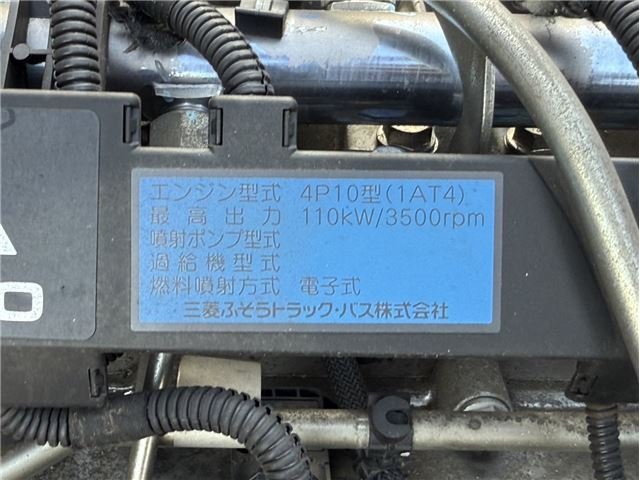 エンジン型式 4P10型(1AT4)
最高出力 110kW/3500rpm
噴射ポンプ型式
過給機型式
燃料噴射方式 電子式
三菱ふそうトラック・バス株式会社